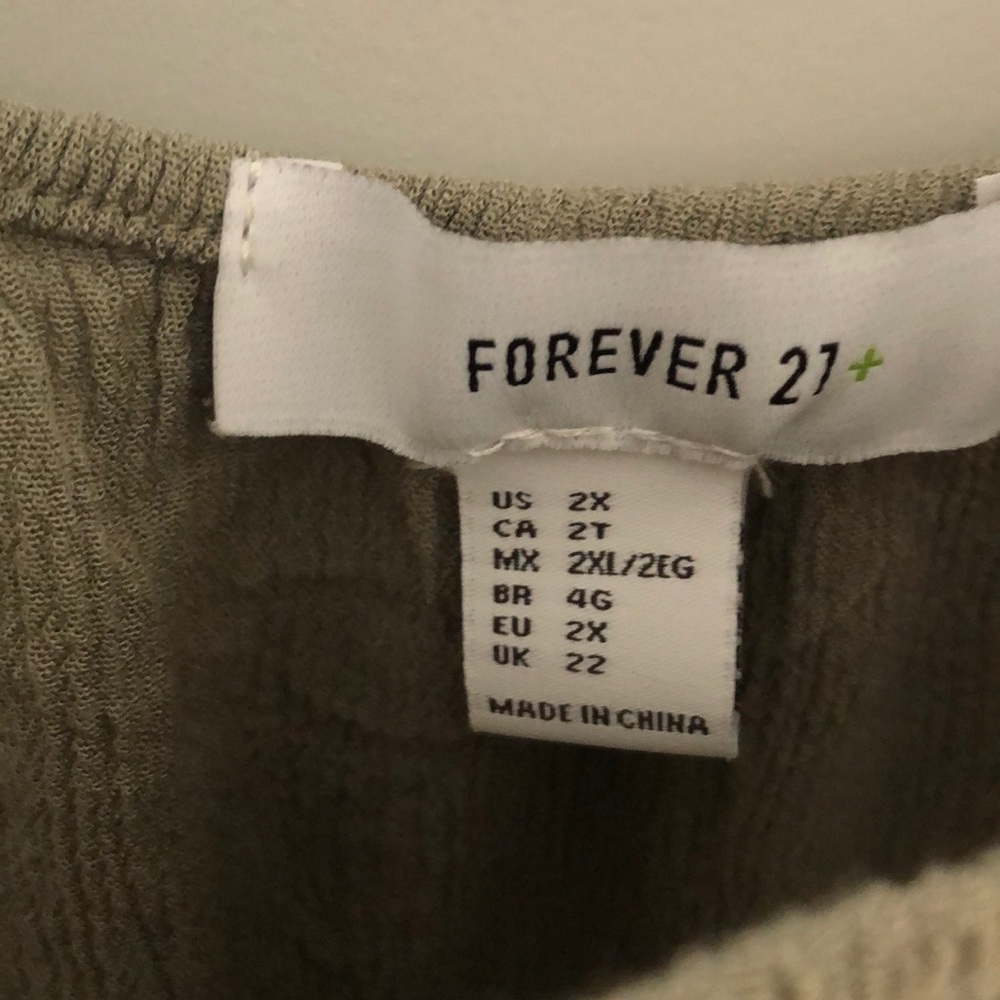 FOREVER 21+
US 2X
CA 2T
MX 2XL/2EG
BR 4G
EU 2X
UK 22
MADE IN CHINA